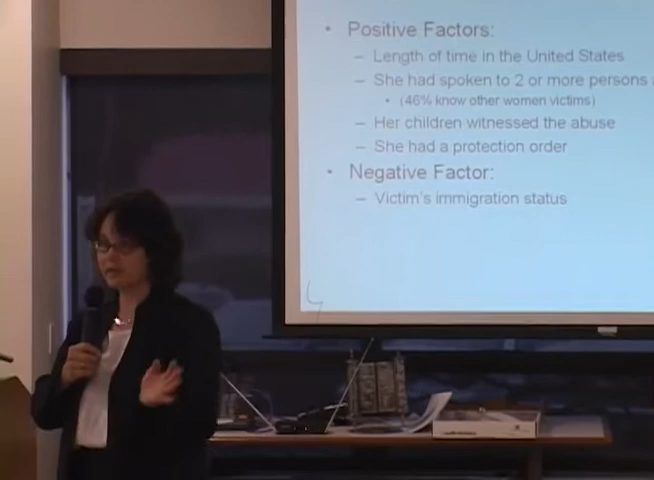 • Positive Factors:
– Length of time in the United States
– She had spoken to 2 or more persons
• (46% know other women victims)
– Her children witnessed the abuse
– She had a protection order
• Negative Factor:
– Victim's immigration status